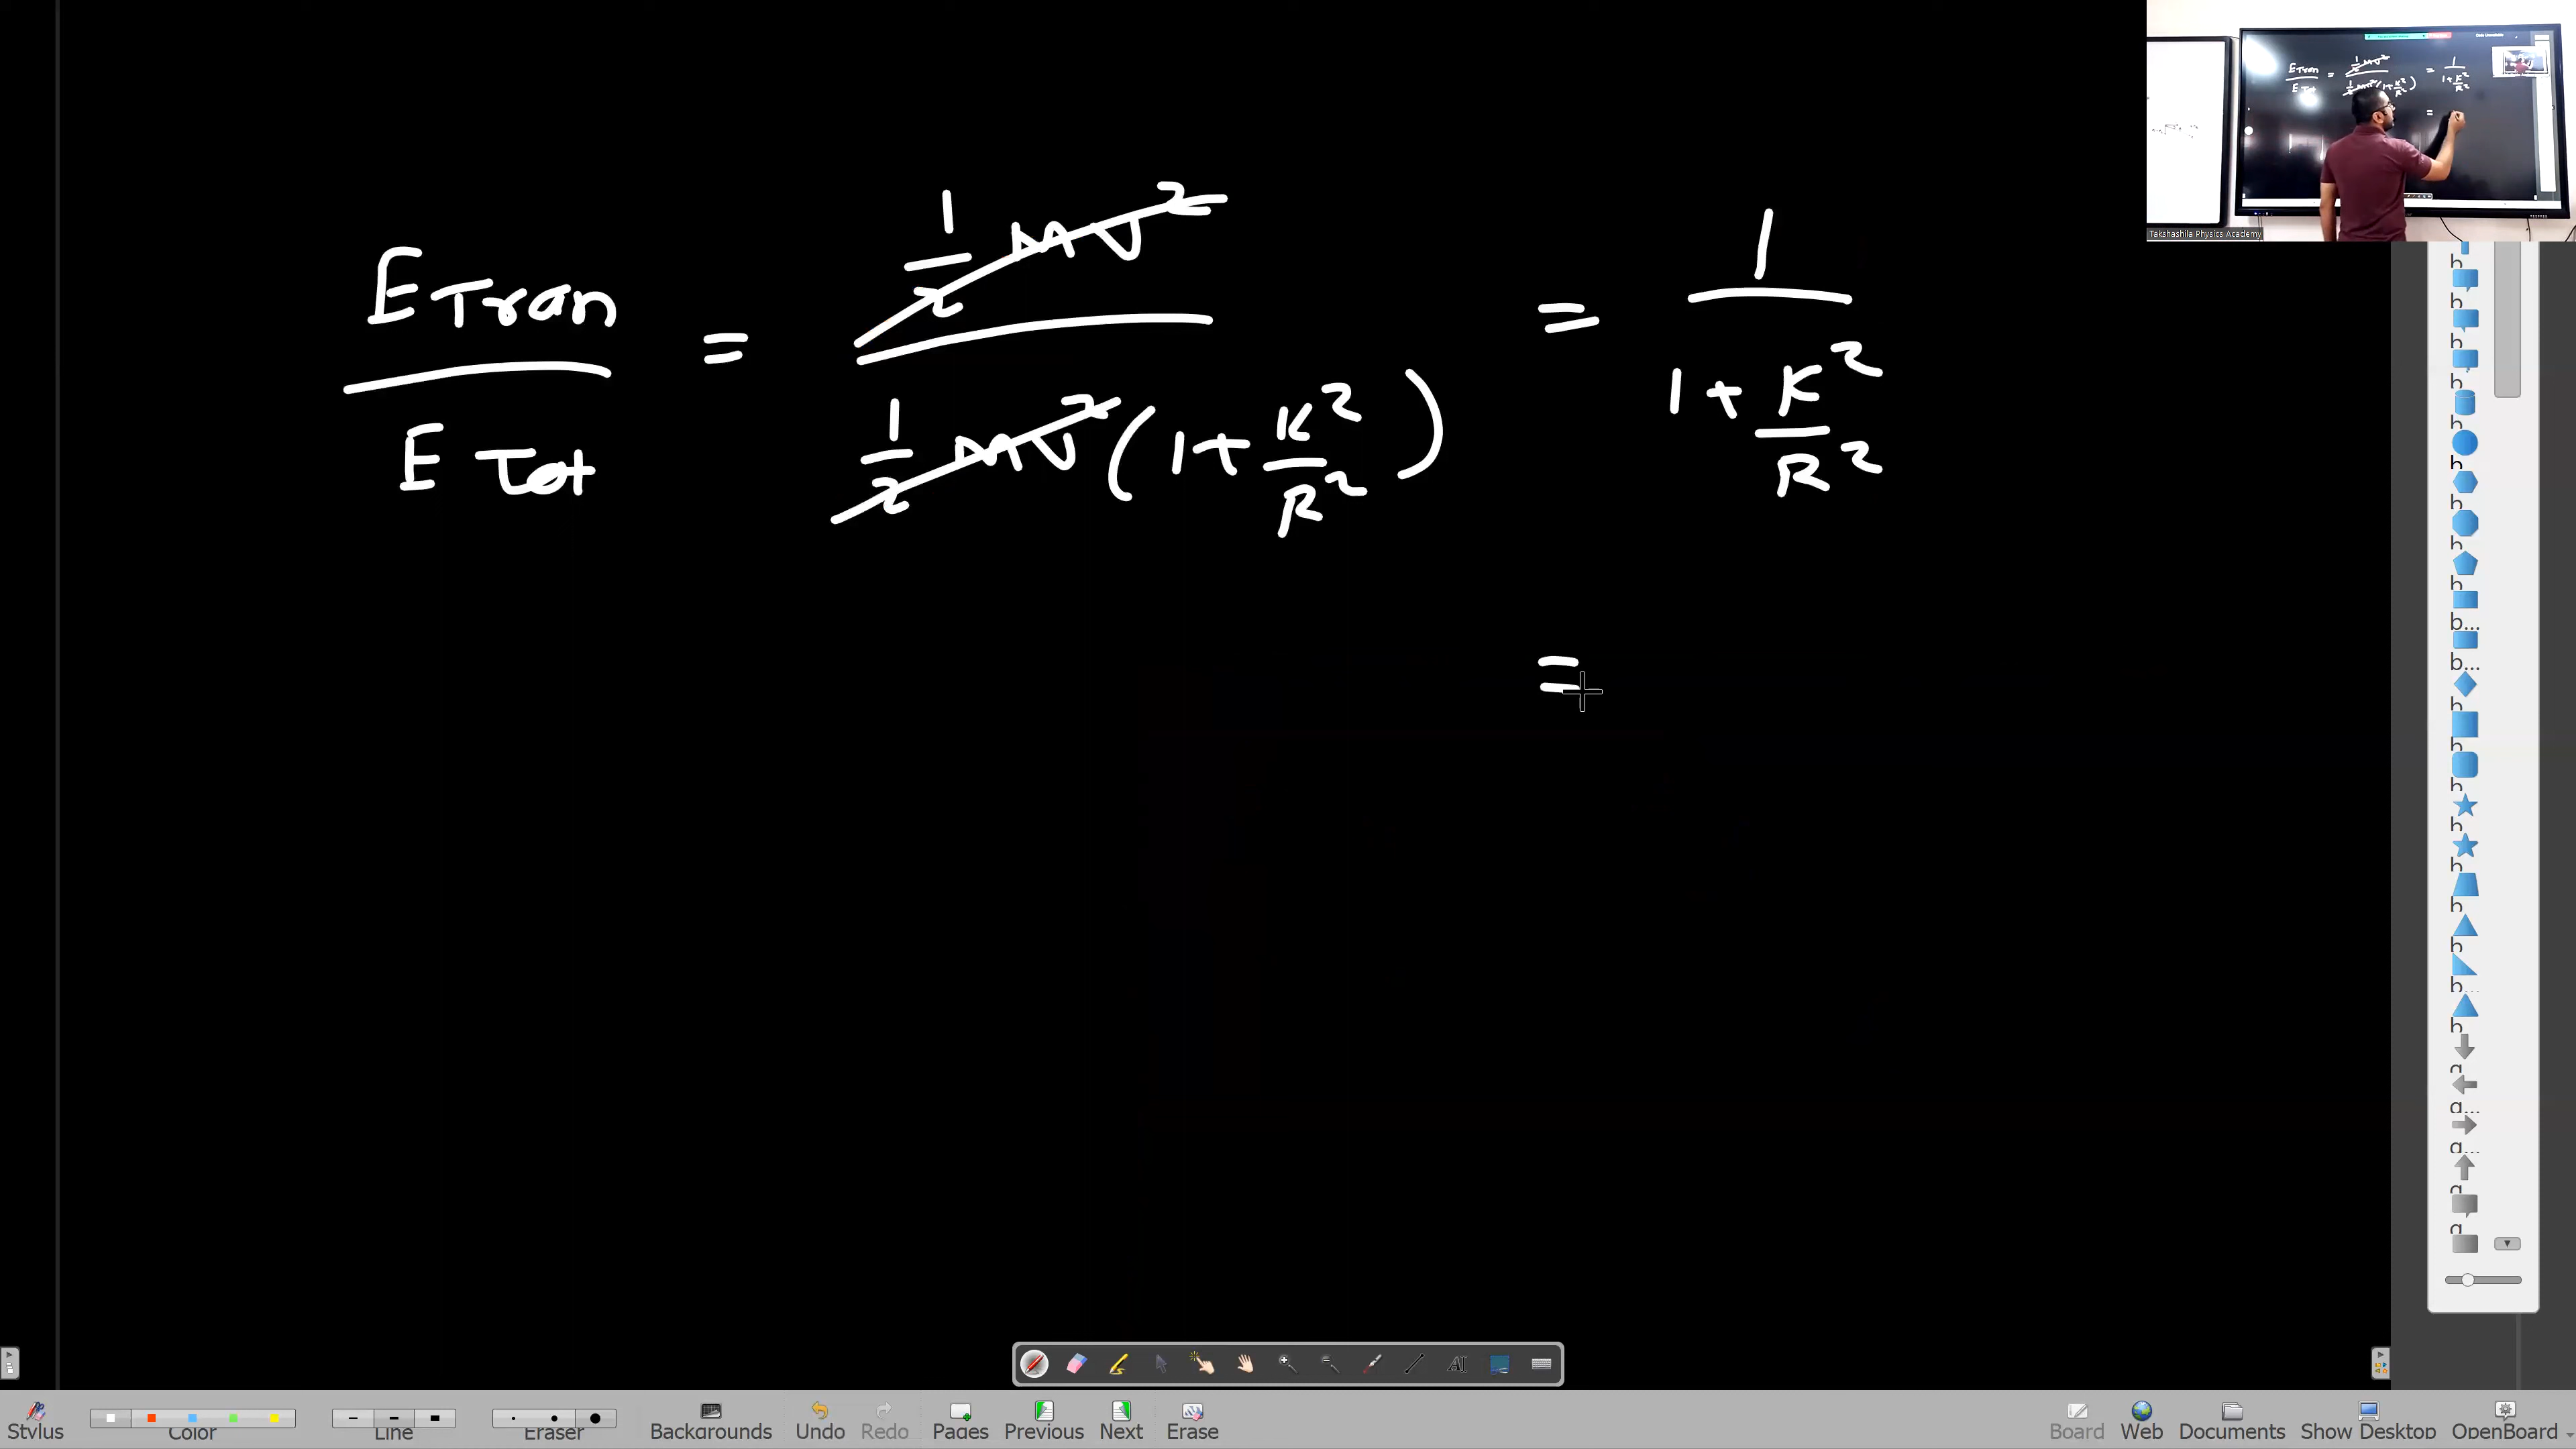 E Tran / E Tot = 1/2 MV² / 1/2 MV² (1 + K²/R²) = 1 / 1 + K²/R²
=
Takshashila Physics Academy
b
b
b
b
b
b
b
b
b
b...
b...
b
b
b
b
b
b
b
b
b...
b
a
a...
a...
a
a
Stylus Color Line Eraser Backgrounds Undo Redo Pages Previous Next Erase Board Web Documents Show Desktop OpenBoard